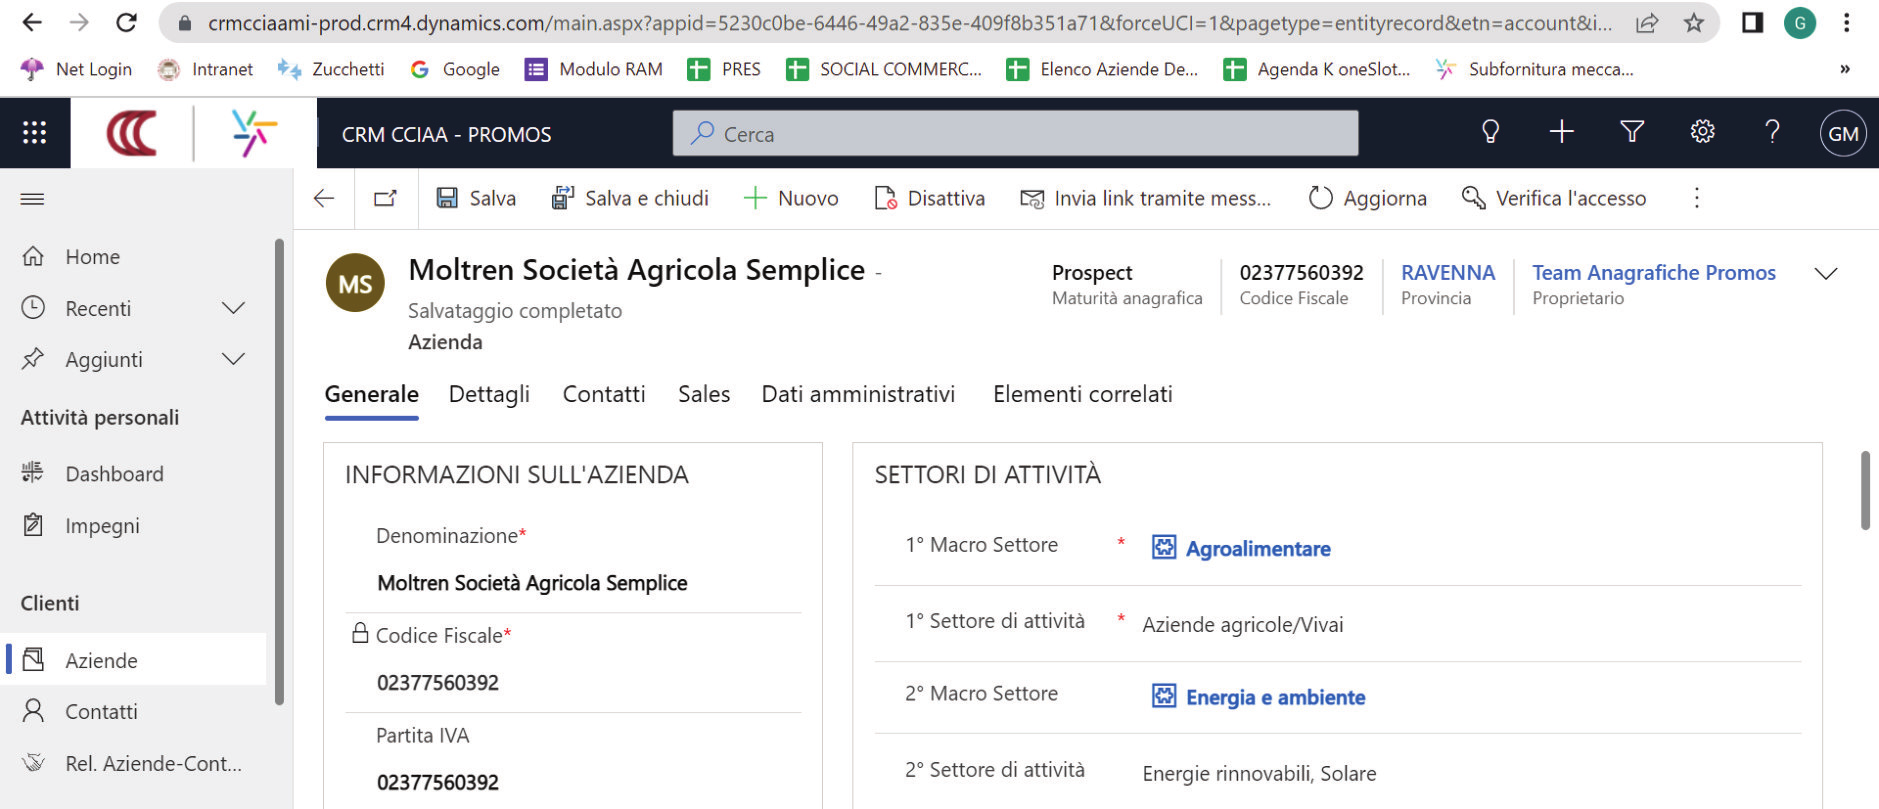 crmcciaami-prod.crm4.dynamics.com/main.aspx?appid=5230c0be-6446-49a2-835e-409f8b351a71&forceUCI=1&pagetype=entityrecord&etn=account&i...
G
Net Login Intranet Zucchetti Google Modulo RAM PRES SOCIAL COMMERC... Elenco Aziende De... Agenda K oneSlot... Subfornitura mecca... »
CRM CCIAA - PROMOS
Cerca
GM
Salva Salva e chiudi Nuovo Disattiva Invia link tramite mess... Aggiorna Verifica l'accesso
Home
Recenti
Aggiunti
Attività personali
Dashboard
Impegni
Clienti
Aziende
Contatti
Rel. Aziende-Cont...
MS
Moltren Società Agricola Semplice -
Salvataggio completato
Azienda
Prospect
Maturità anagrafica
02377560392
Codice Fiscale
RAVENNA
Provincia
Team Anagrafiche Promos
Proprietario
Generale Dettagli Contatti Sales Dati amministrativi Elementi correlati
INFORMAZIONI SULL'AZIENDA
Denominazione*
Moltren Società Agricola Semplice
Codice Fiscale*
02377560392
Partita IVA
02377560392
SETTORI DI ATTIVITÀ
1° Macro Settore * Agroalimentare
1° Settore di attività * Aziende agricole/Vivai
2° Macro Settore Energia e ambiente
2° Settore di attività Energie rinnovabili, Solare